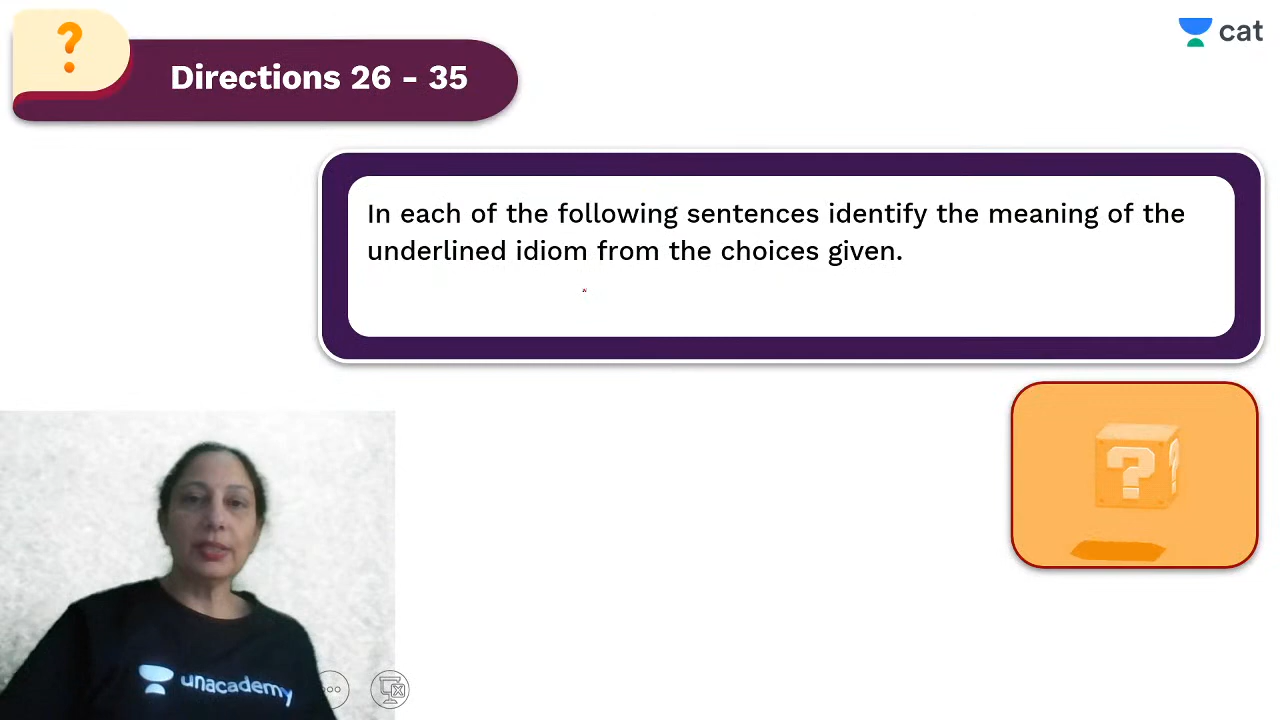 ?
cat
Directions 26 - 35
In each of the following sentences identify the meaning of the
underlined idiom from the choices given.
?
unacademy